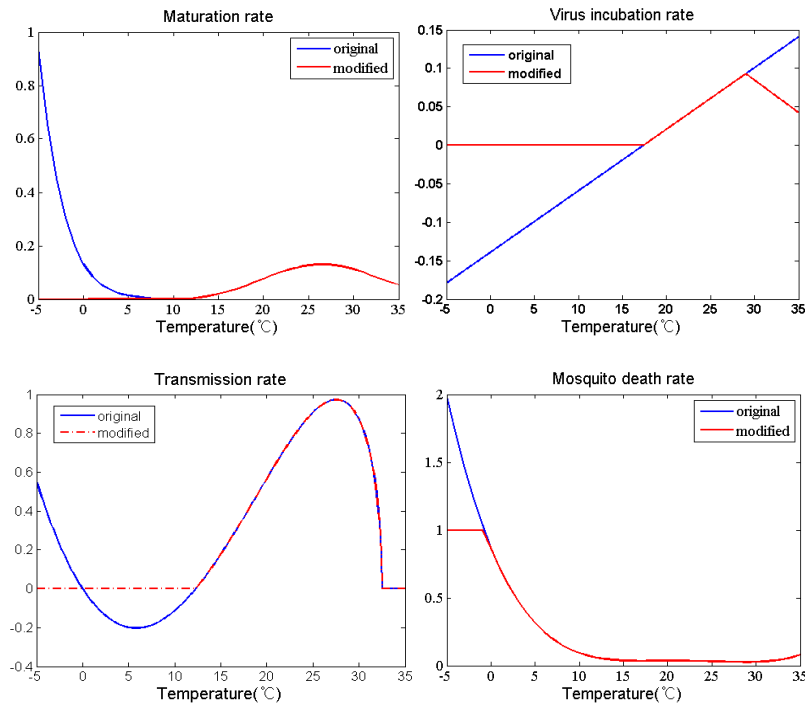 Maturation rate
1
0.8
0.6
0.4
0.2
0
-5 0 5 10 15 20 25 30 35
Temperature(℃)
original
modified
Virus incubation rate
0.15
0.1
0.05
0
-0.05
-0.1
-0.15
-0.2
-5 0 5 10 15 20 25 30 35
Temperature(℃)
original
modified
Transmission rate
1
0.8
0.6
0.4
0.2
0
-0.2
-0.4
-5 0 5 10 15 20 25 30 35
Temperature(℃)
original
modified
Mosquito death rate
2
1.5
1
0.5
0
-5 0 5 10 15 20 25 30 35
Temperature(℃)
original
modified